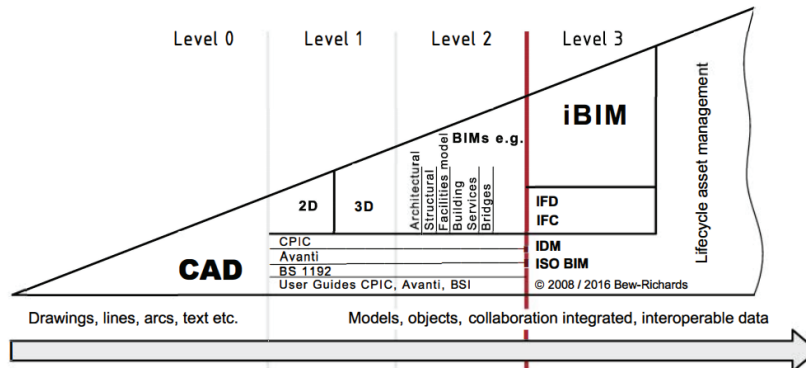 Level 0
Level 1
Level 2
Level 3
iBIM
BIMs e.g.
2D
3D
Architectural
Structural
Facilities model
Building
Services
Bridges
IFD
IFC
Lifecycle asset management
CAD
CPIC
Avanti
BS 1192
User Guides CPIC, Avanti, BSI
IDM
ISO BIM
© 2008 / 2016 Bew-Richards
Drawings, lines, arcs, text etc.
Models, objects, collaboration integrated, interoperable data